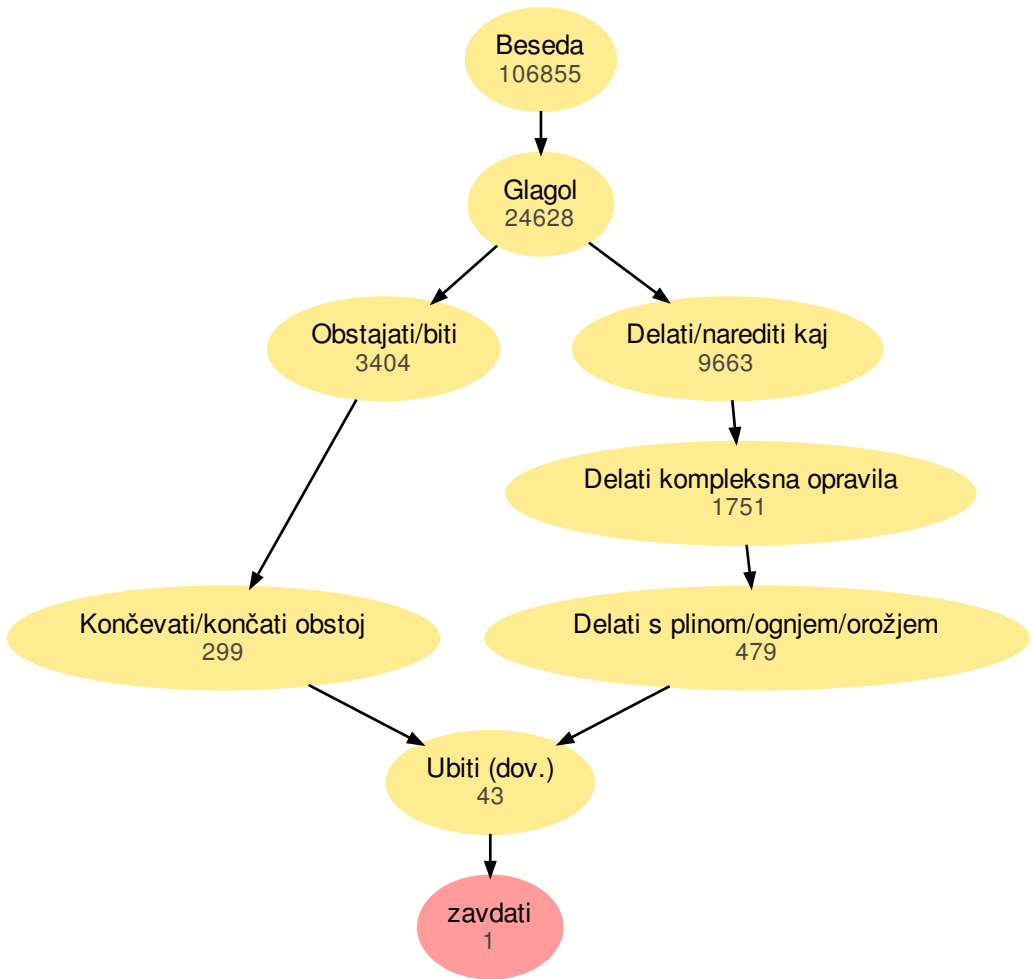 Beseda
106855
Glagol
24628
Obstajati/biti
3404
Delati/narediti kaj
9663
Delati kompleksna opravila
1751
Končevati/končati obstoj
299
Delati s plinom/ognjem/orožjem
479
Ubiti (dov.)
43
zavdati
1